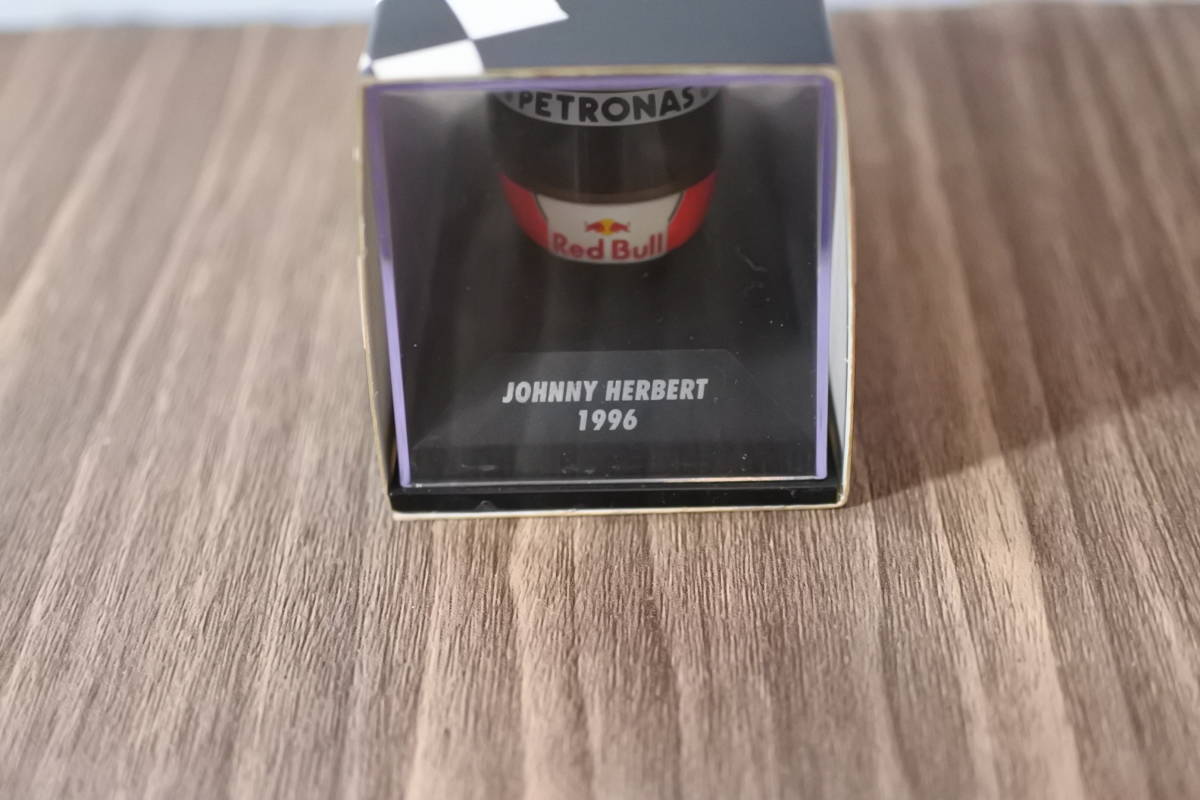 PETRONAS
Red Bull
JOHNNY HERBERT
1996